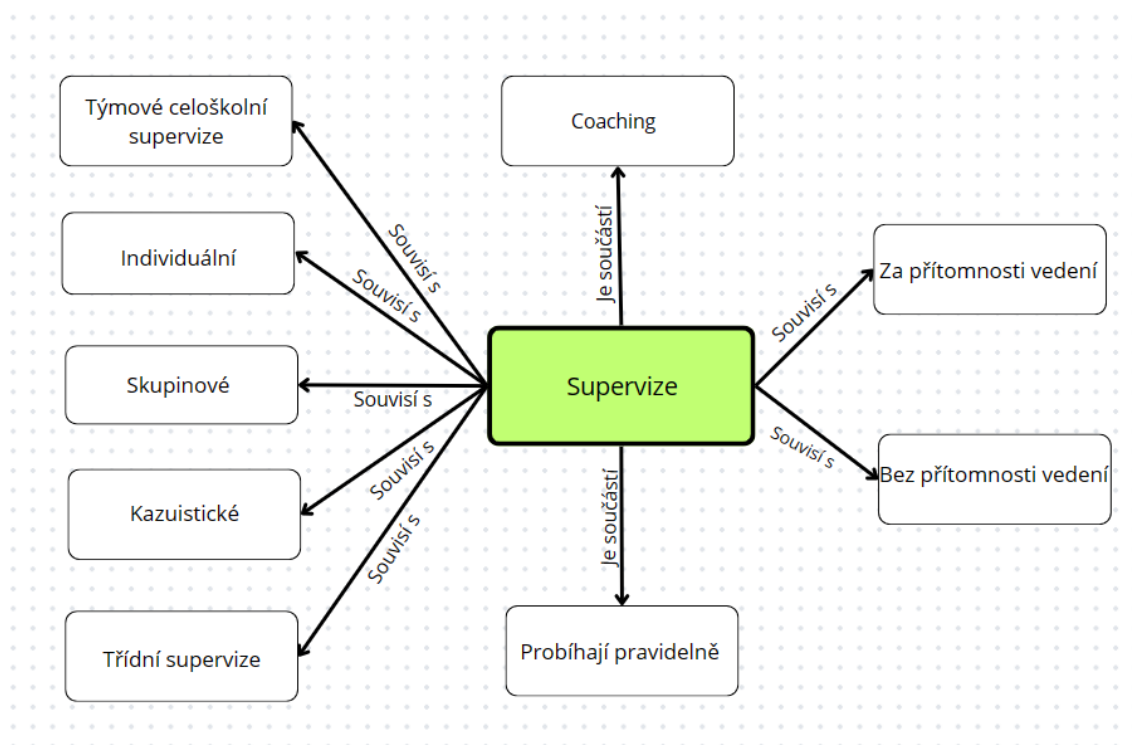 Týmové celoškolní
supervize
Coaching
Souvisí s
Je součástí
Individuální
Souvisí s
Za přítomnosti vedení
Souvisí s
Skupinové
Souvisí s
Supervize
Souvisí s
Bez přítomnosti vedení
Kazuistické
Souvisí s
Souvisí s
Je součástí
Třídní supervize
Probíhají pravidelně